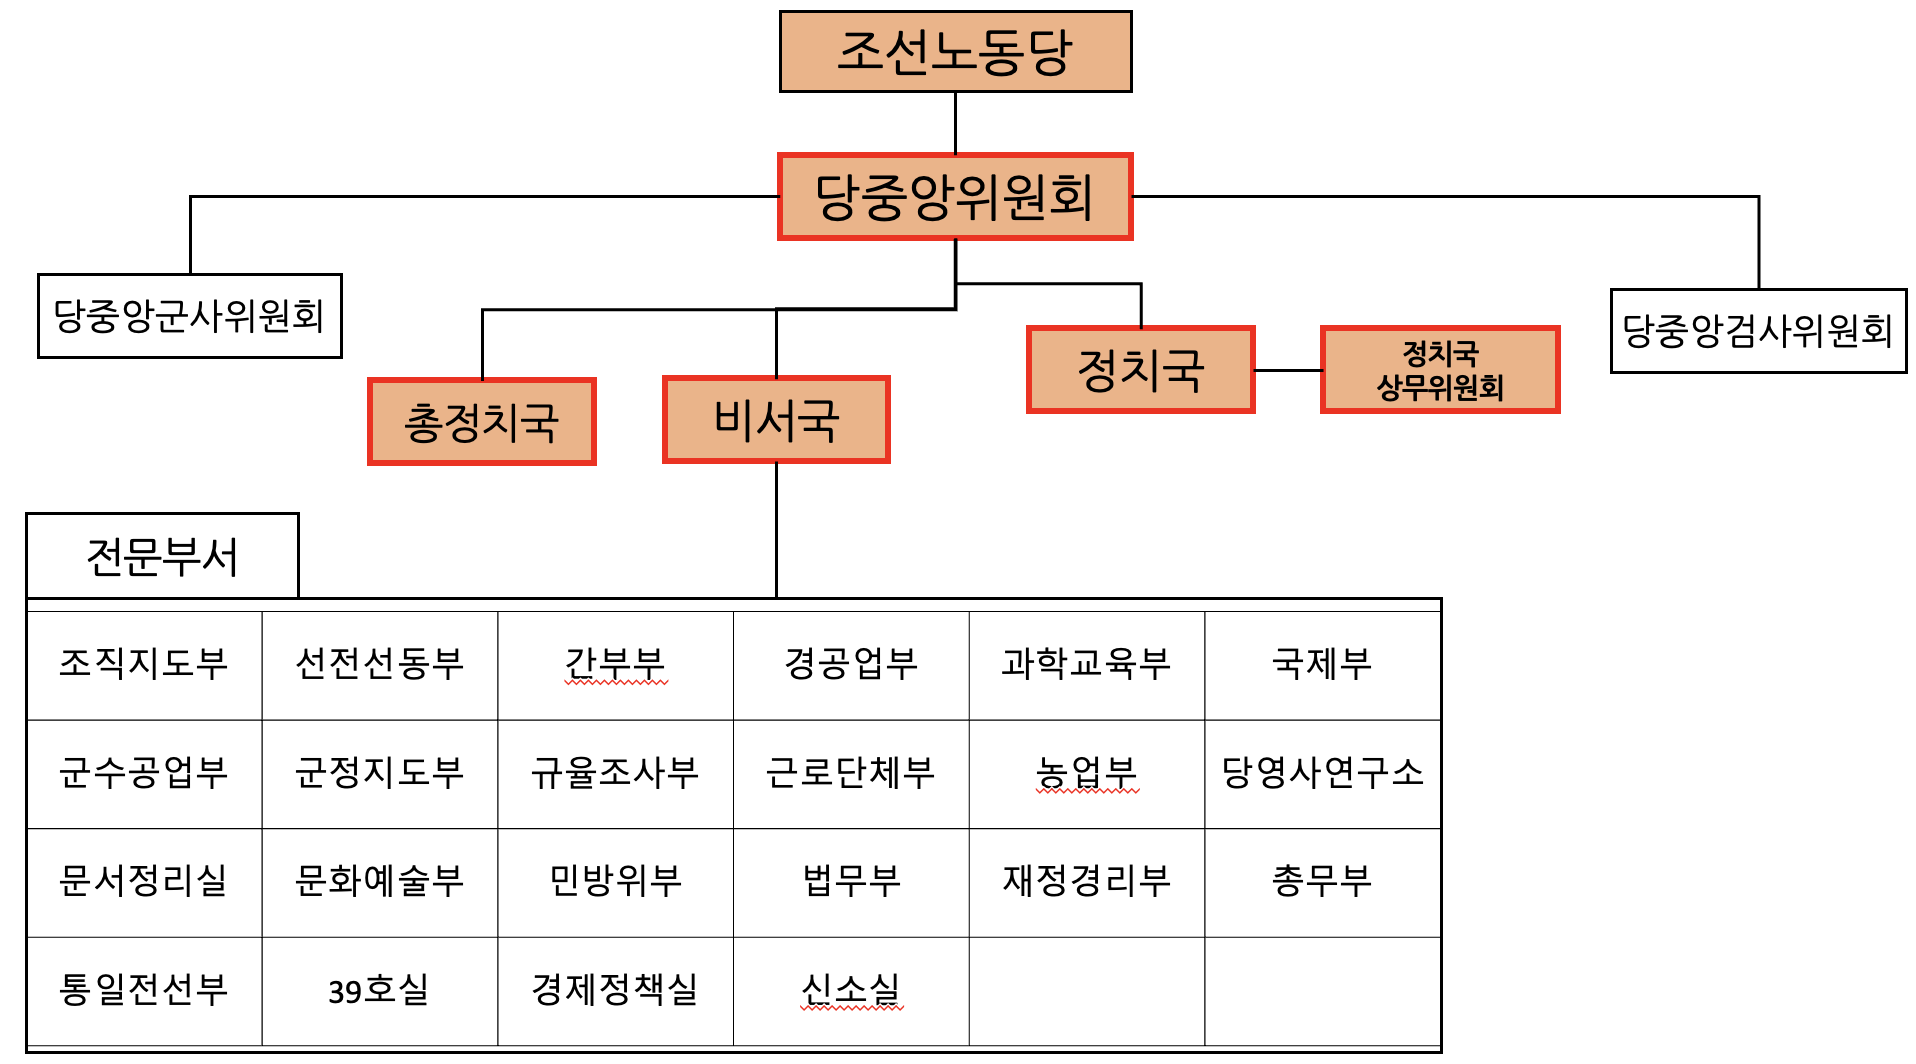 조선노동당
당중앙위원회
당중앙군사위원회
당중앙검사위원회
정치국
정치국
상무위원회
총정치국
비서국
전문부서
조직지도부 선전선동부 간부부 경공업부 과학교육부 국제부
군수공업부 군정지도부 규율조사부 근로단체부 농업부 당영사연구소
문서정리실 문화예술부 민방위부 법무부 재정경리부 총무부
통일전선부 39호실 경제정책실 신소실